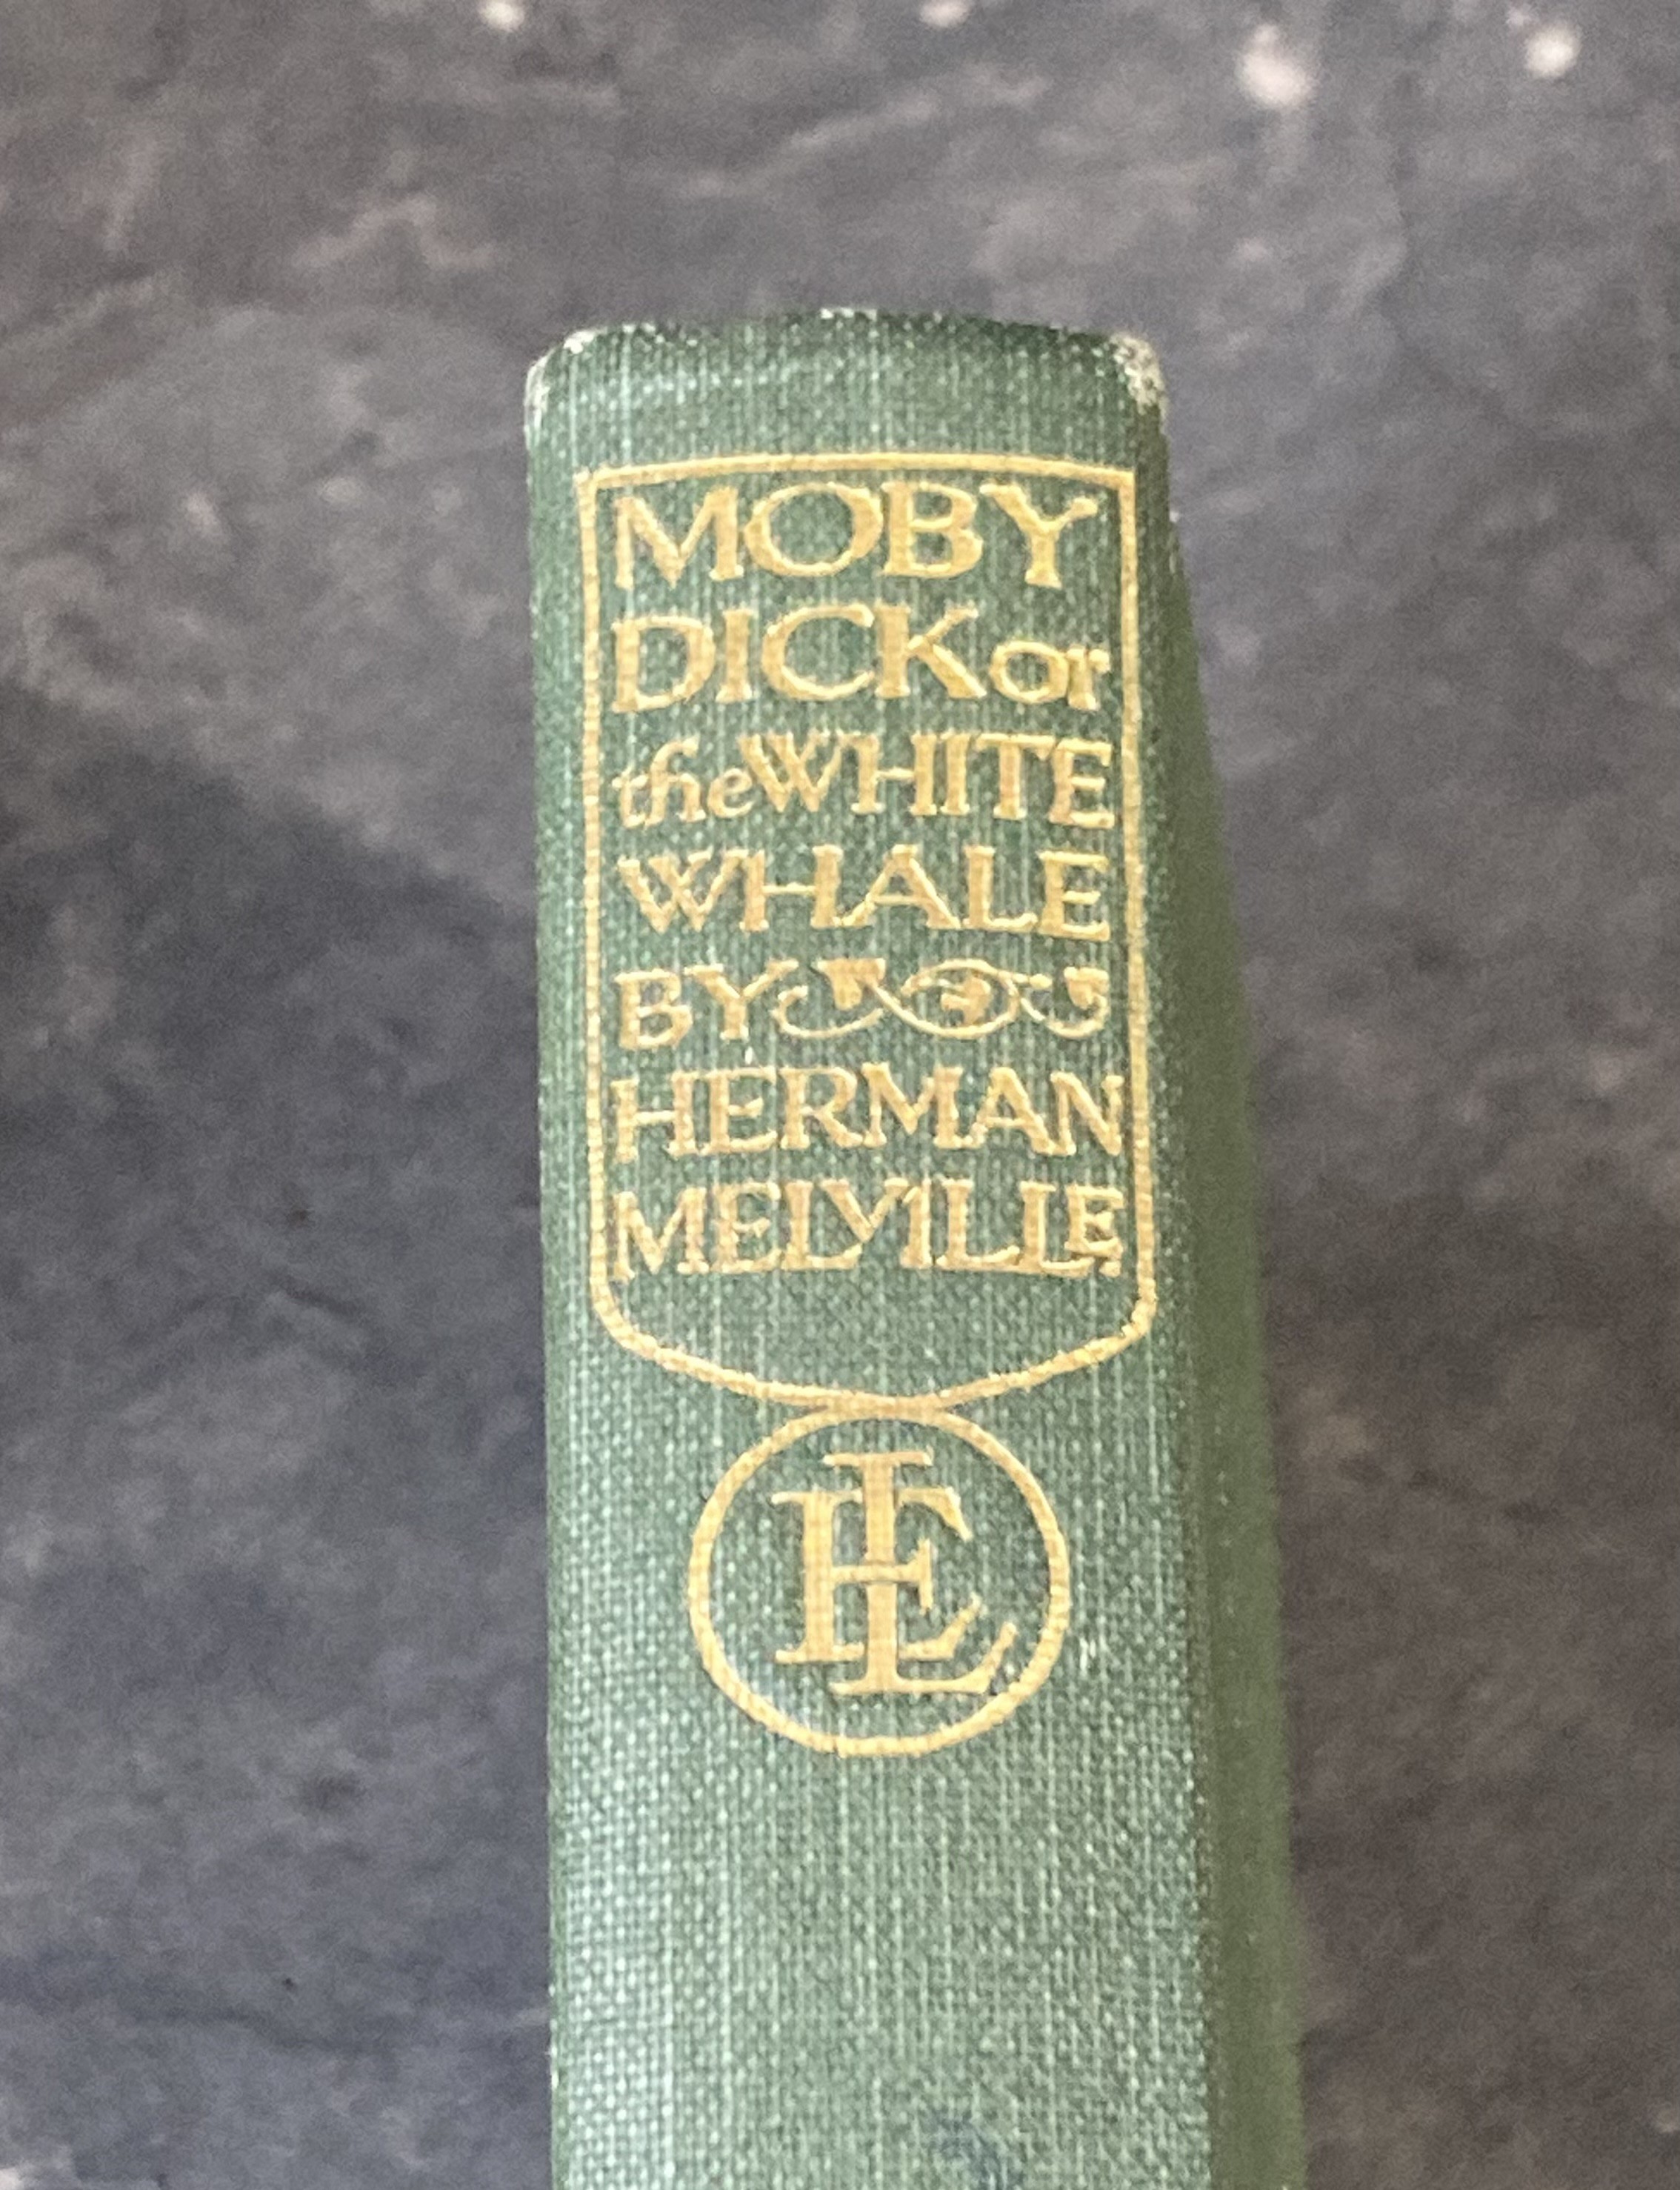 MOBY
DICK or
the WHITE
WHALE
BY
HERMAN
MELVILLE
EL